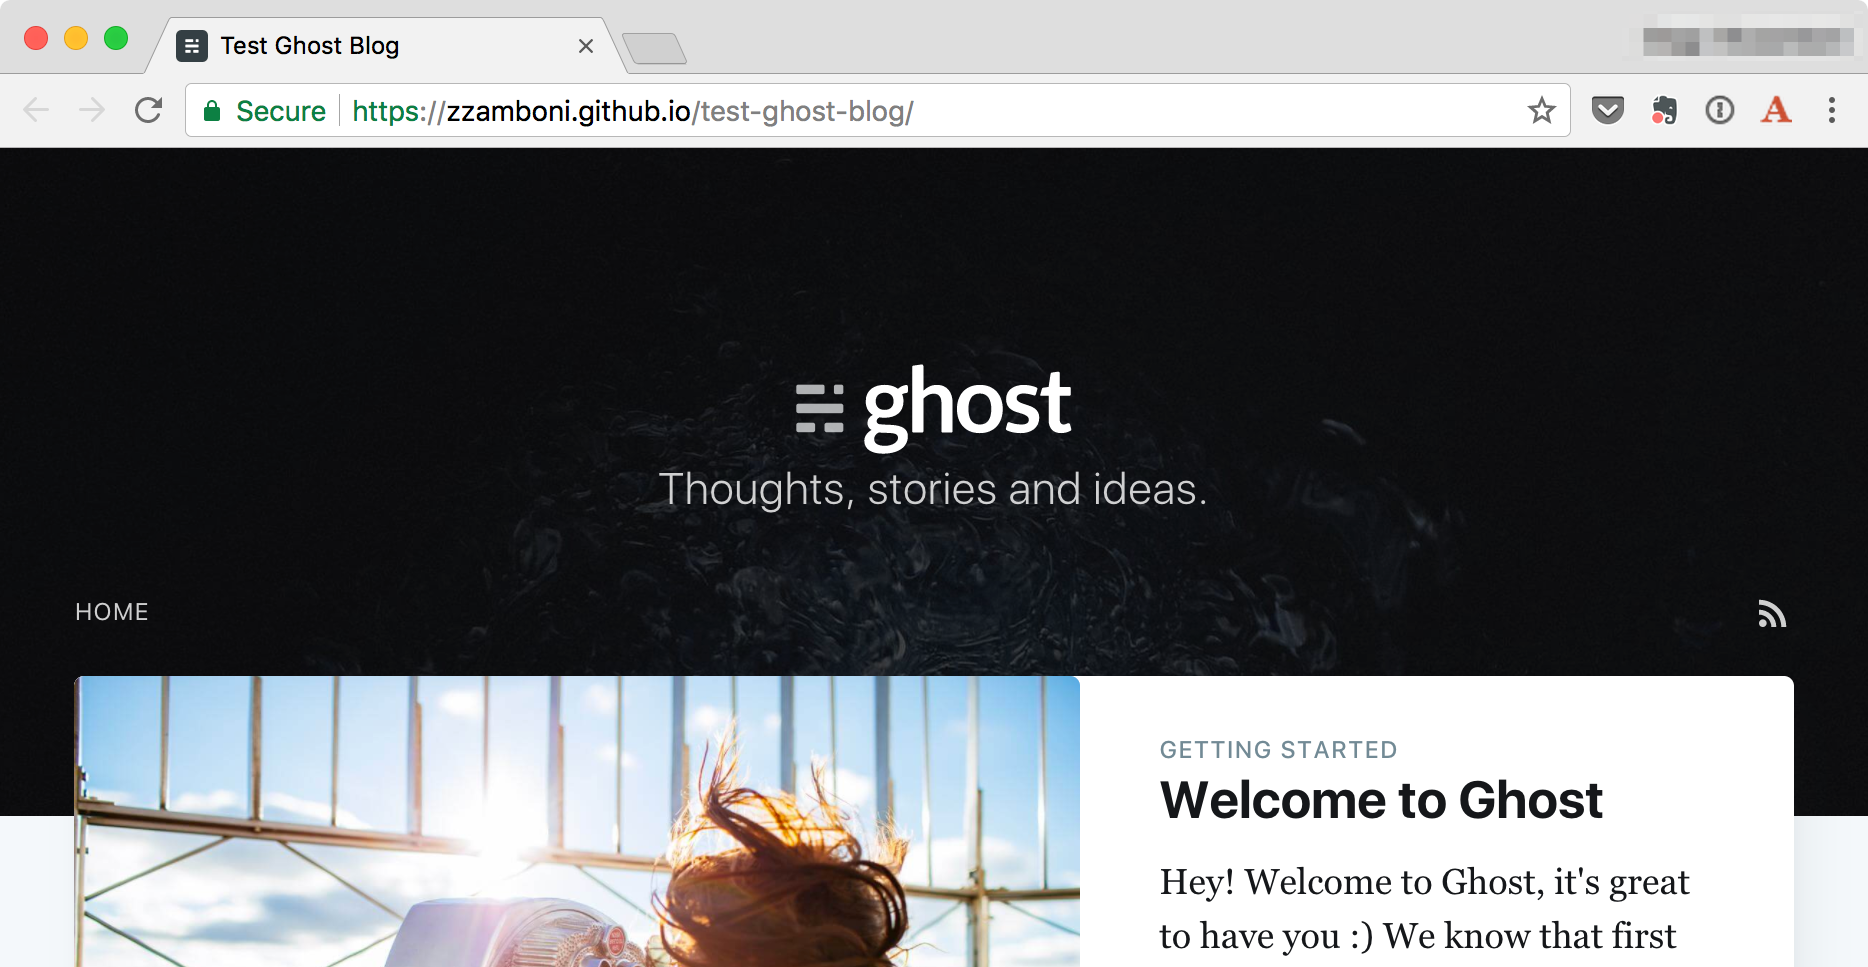 Test Ghost Blog
Secure https://zzamboni.github.io/test-ghost-blog/
ghost
Thoughts, stories and ideas.
HOME
GETTING STARTED
Welcome to Ghost
Hey! Welcome to Ghost, it's great
to have you :) We know that first